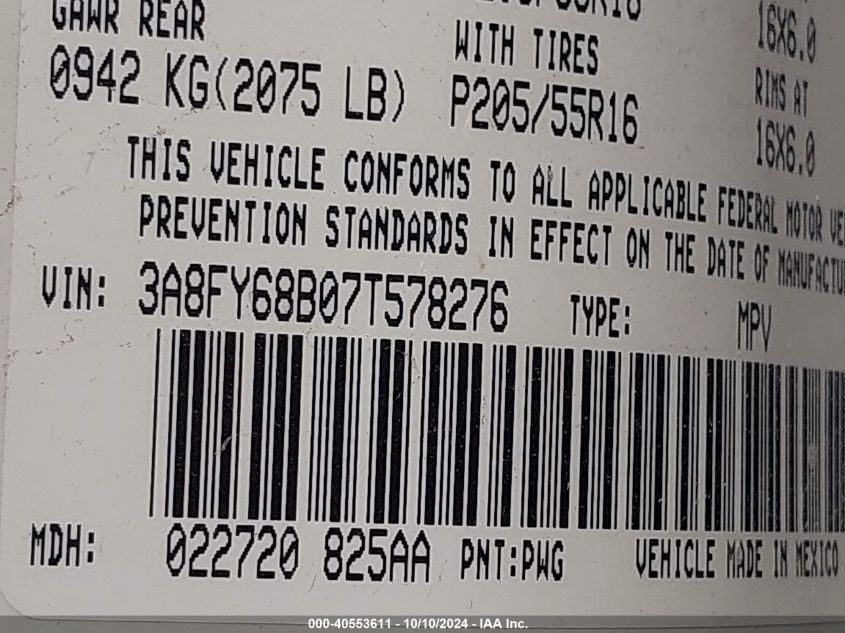 GAWR REAR
WITH TIRES
16X6.0
0942 KG(2075 LB)
P205/55R16
RIMS AT
16X6.0
THIS VEHICLE CONFORMS TO ALL APPLICABLE FEDERAL MOTOR
PREVENTION STANDARDS IN EFFECT ON THE DATE OF
VIN: 3A8FY68B07T578276 TYPE: MPV
MDH: 022720 825AA PNT:PWG VEHICLE MADE IN MEXICO
000-40553611 - 10/10/2024 - IAA Inc.